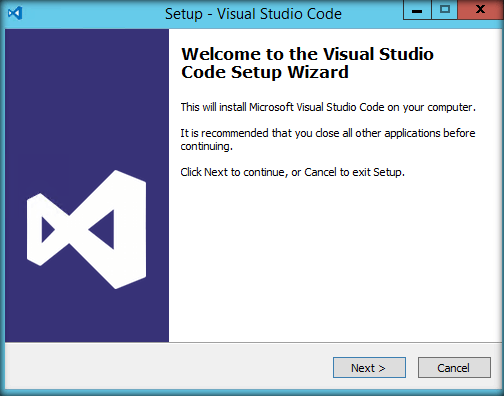 Setup - Visual Studio Code
Welcome to the Visual Studio
Code Setup Wizard
This will install Microsoft Visual Studio Code on your computer.
It is recommended that you close all other applications before
continuing.
Click Next to continue, or Cancel to exit Setup.
Next >
Cancel